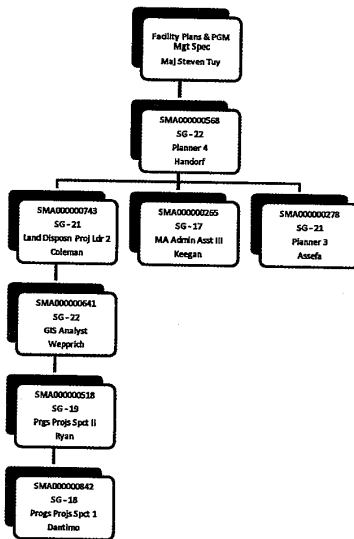 Facility Plans & PGM
Mgt Spec
Maj Steven Tuy
SMA000000568
SG-22
Planner 4
Handorf
SMA000000743
SG-21
Land Disposn Proj Ldr 2
Coleman
SMA000000265
SG-17
MA Admin Asst III
Keegan
SMA000000278
SG-21
Planner 3
Assefa
SMA000000641
SG-22
GIS Analyst
Wepprich
SMA000000518
SG-19
Prgs Projs Spct II
Ryan
SMA000000842
SG-18
Progs Projs Spct 1
Dantimo